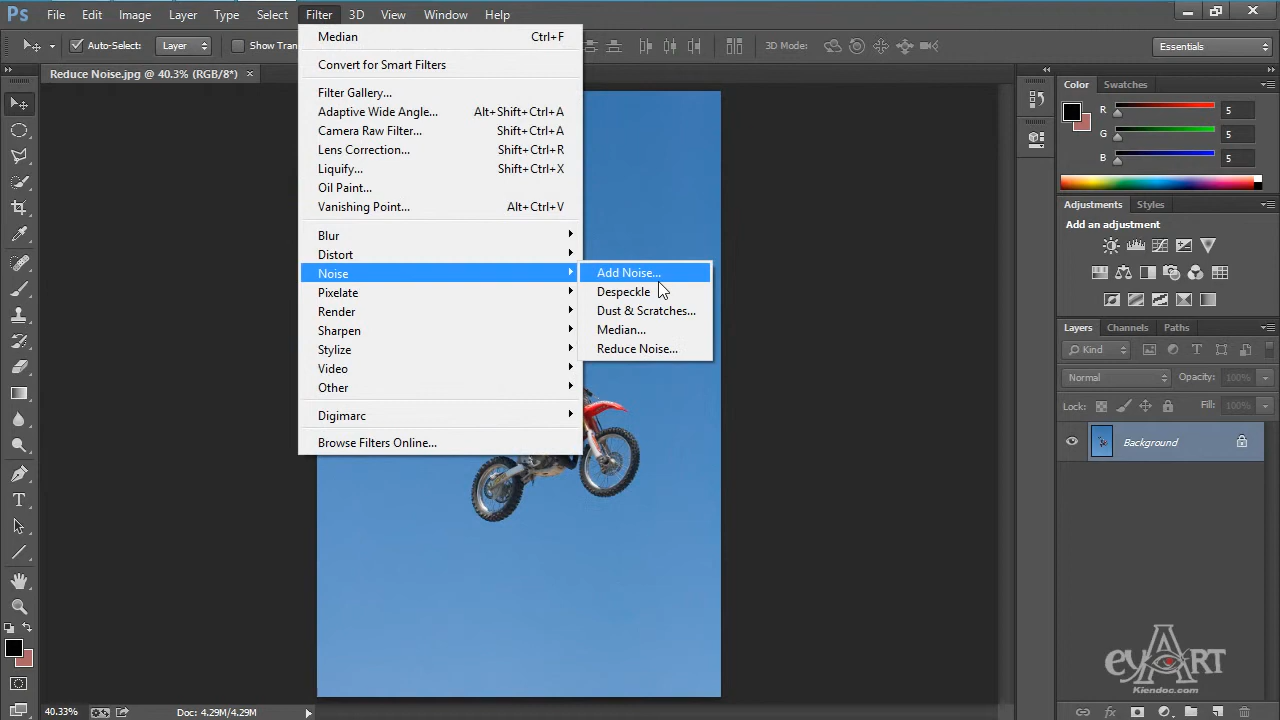 Ps File Edit Image Layer Type Select Filter 3D View Window Help
Auto-Select: Layer Show Tran 3D Mode: Essentials
Reduce Noise.jpg @ 40.3% (RGB/8*) ×
Median Ctrl+F
Convert for Smart Filters
Filter Gallery...
Adaptive Wide Angle... Alt+Shift+Ctrl+A
Camera Raw Filter... Shift+Ctrl+A
Lens Correction... Shift+Ctrl+R
Liquify... Shift+Ctrl+X
Oil Paint...
Vanishing Point... Alt+Ctrl+V
Blur
Distort
Noise
Pixelate
Render
Sharpen
Stylize
Video
Other
Digimarc
Browse Filters Online...
Add Noise...
Despeckle
Dust & Scratches...
Median...
Reduce Noise...
Color Swatches
R 5
G 5
B 5
Adjustments Styles
Add an adjustment
Layers Channels Paths
Kind
Normal Opacity: 100%
Lock: Fill: 100%
Background
eyART
Kiendoc.com
40.33% Doc: 4.29M/4.29M
fx